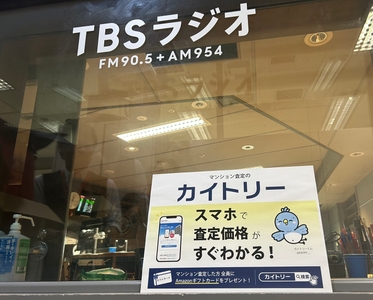 TBSラジオ
FM90.5+AM954
マンション査定の
カイトリー
スマホで
査定価格が
すぐわかる!
マンション査定した方 全員に
Amazonギフトカードをプレゼント!
カイトリー 検索